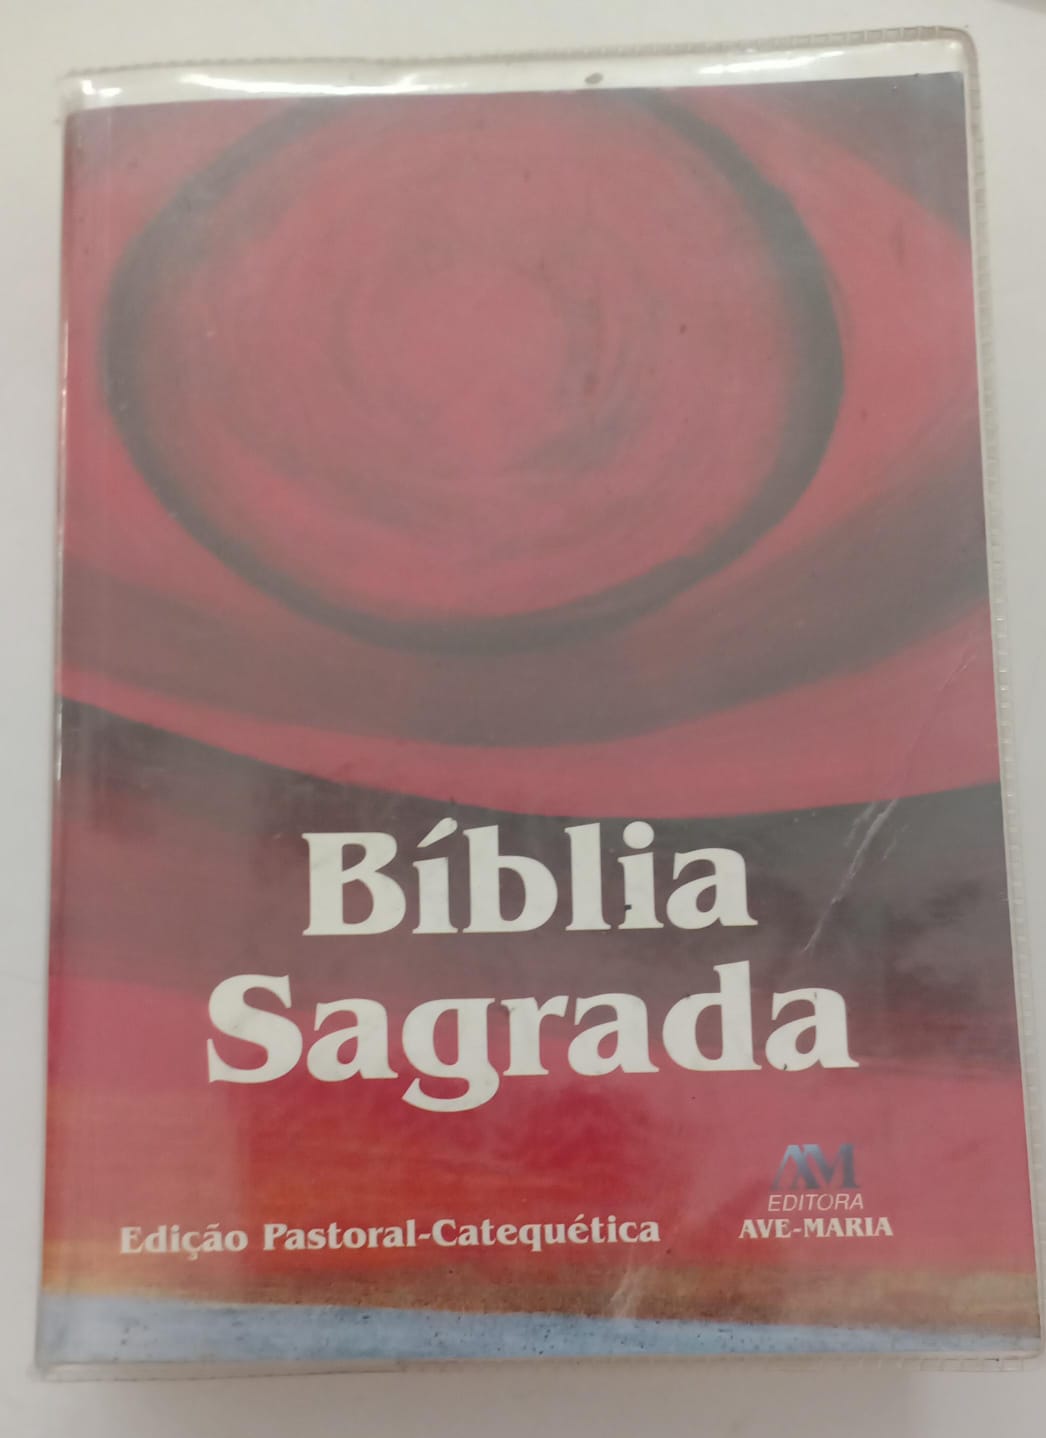 Bíblia
Sagrada
Edição Pastoral-Catequética
AM
EDITORA
AVE-MARIA